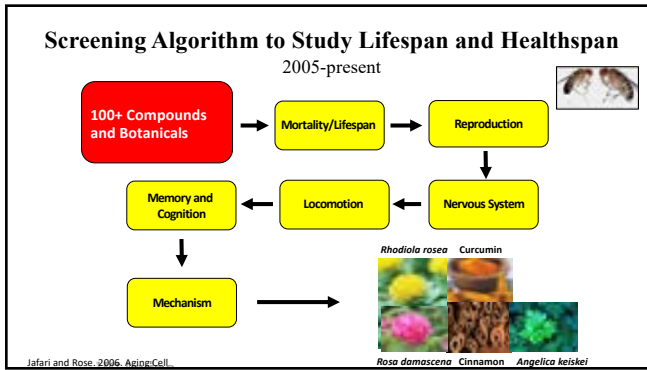 Screening Algorithm to Study Lifespan and Healthspan
2005-present
100+ Compounds
and Botanicals
Mortality/Lifespan
Reproduction
Memory and
Cognition
Locomotion
Nervous System
Mechanism
Rhodiola rosea Curcumin
Rosa damascena Cinnamon Angelica keiskei
Jafari and Rose. 2006. Aging Cell.